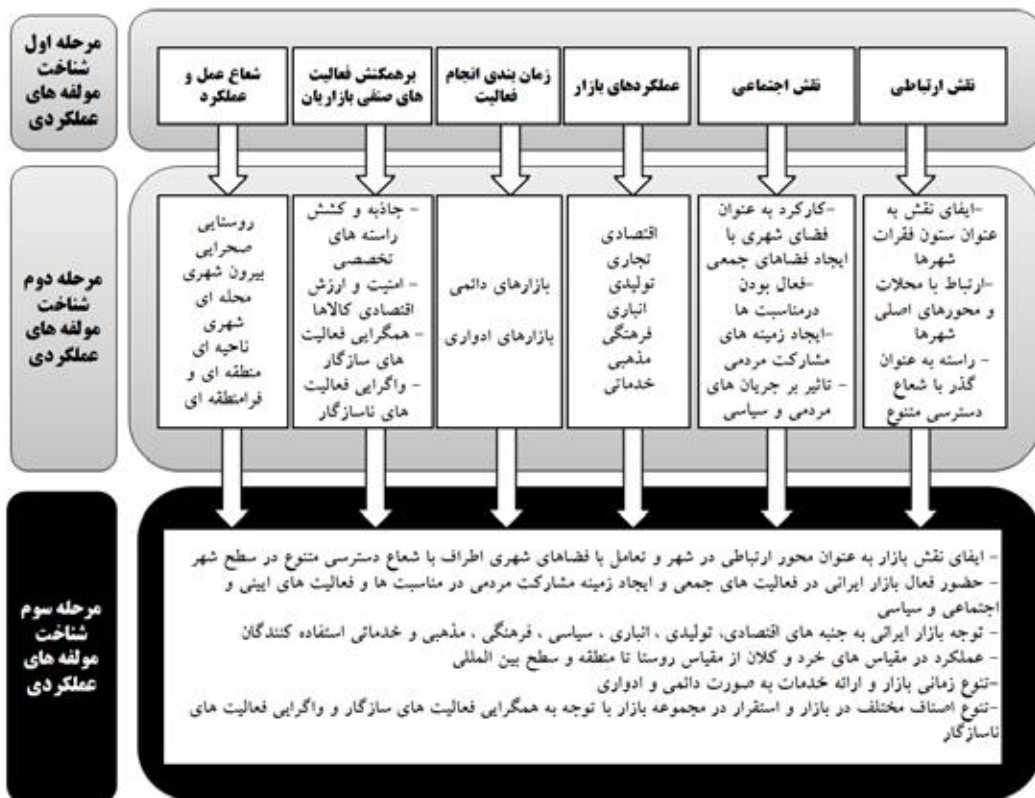 مرحله اول
شناخت
مولفه های
عملکردی
نقش ارتباطی
نقش اجتماعی
عملکردهای بازار
زمان بندی انجام
فعالیت
برهمکنش فعالیت
های صنفی بازاریان
شعاع عمل و
عملکرد
مرحله دوم
شناخت
مولفه های
عملکردی
-ایفای نقش به
عنوان ستون فقرات
شهرها
-ارتباط با محلات
و محورهای اصلی
شهرها
- راسته به عنوان
گذر با شعاع
دسترسی متنوع
-کارکرد به عنوان
فضای شهری با
ایجاد فضاهای جمعی
- فعال بودن
درمناسبت ها
-ایجاد زمینه های
مشارکت مردمی
- تاثیر بر جریان های
مردمی و سیاسی
اقتصادی
تجاری
تولیدی
انباری
فرهنگی
مذهبی
خدماتی
بازارهای دائمی
بازارهای ادواری
- جاذبه و کشش
راسته های
تخصصی
- امنیت و ارزش
اقتصادی کالاها
- همگرایی فعالیت
های سازگار
- واگرایی فعالیت
های ناسازگار
روستایی
صحرایی
بیرون شهری
محله ای
شهری
ناحیه ای
منطقه ای و
فرامنطقه ای
مرحله سوم
شناخت
مولفه های
عملکردی
- ایفای نقش بازار به عنوان محور ارتباطی در شهر و تعامل با فضاهای شهری اطراف با شعاع دسترسی متنوع در سطح شهر
- حضور فعال بازار ایرانی در فعالیت های جمعی و ایجاد زمینه مشارکت مردمی در مناسبت ها و فعالیت های ایینی و
اجتماعی و سیاسی
- توجه بازار ایرانی به جنبه های اقتصادی، تولیدی ، انباری ، سیاسی ، فرهنگی ، مذهبی و خدماتی استفاده کنندگان
- عملکرد در مقیاس های خرد و کلان از مقیاس روستا تا منطقه و سطح بین المللی
-تنوع زمانی بازار و ارائه خدمات به صورت دائمی و ادواری
-تنوع اصناف مختلف در بازار و استقرار در مجموعه بازار با توجه به همگرایی فعالیت های سازگار و واگرایی فعالیت های
ناسازگار